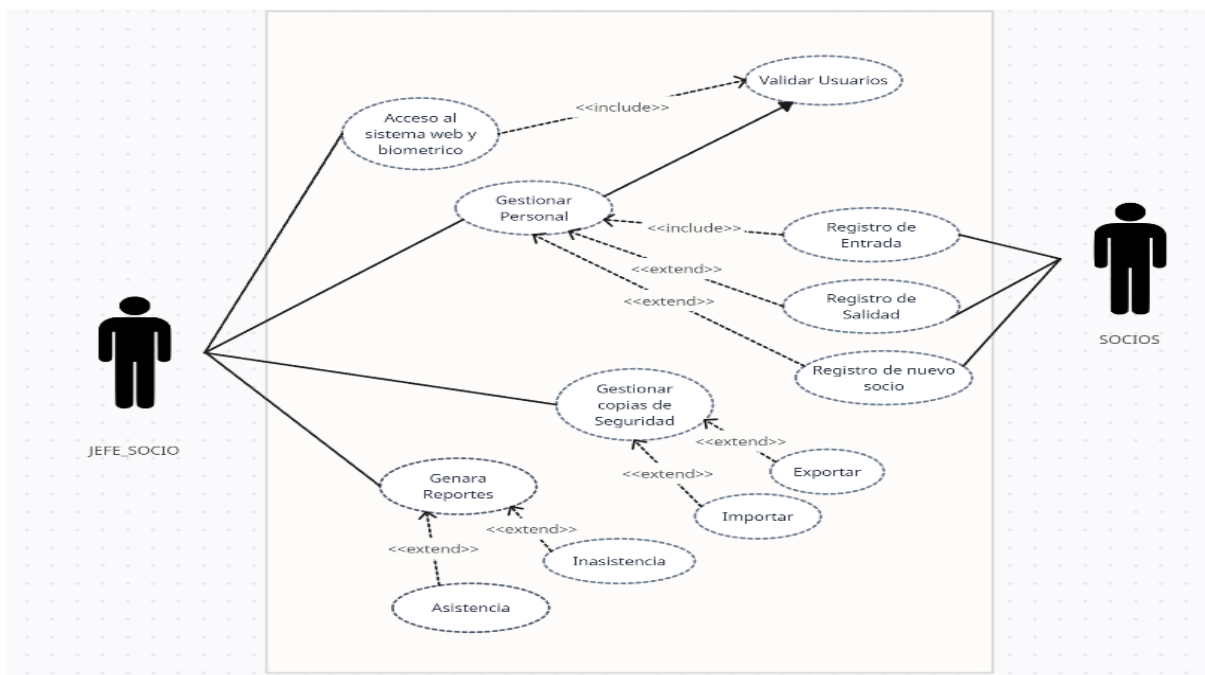 Validar Usuarios
<<include>>
Acceso al
sistema web y
biometrico
Gestionar
Personal
<<include>>
Registro de
Entrada
<<extend>>
Registro de
Salidad
<<extend>>
SOCIOS
Registro de nuevo
socio
Gestionar
copias de
Seguridad
JEFE_SOCIO
<<extend>>
Exportar
<<extend>>
Genara
Reportes
Importar
<<extend>>
<<extend>>
Inasistencia
Asistencia